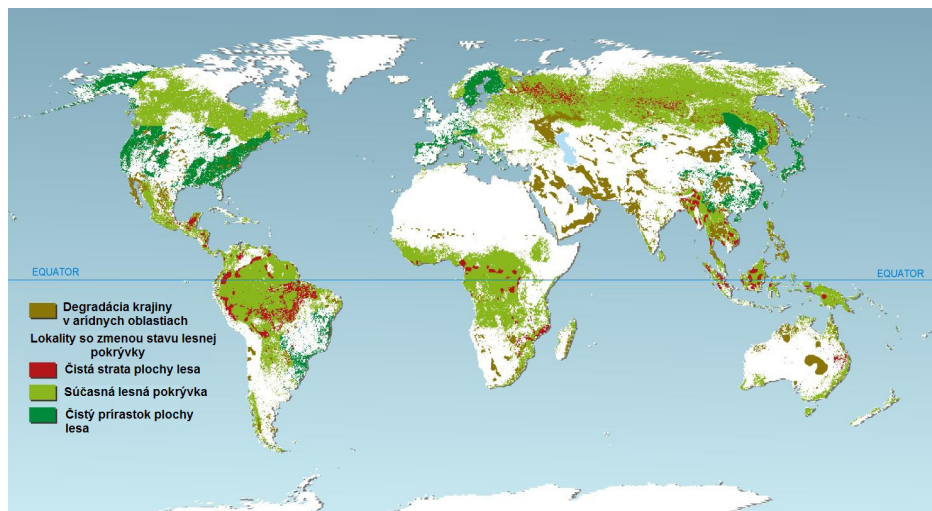 EQUATOR
EQUATOR
Degradácia krajiny
v arídnych oblastiach
Lokality so zmenou stavu lesnej
pokrývky
Čistá strata plochy lesa
Súčasná lesná pokrývka
Čistý prírastok plochy
lesa